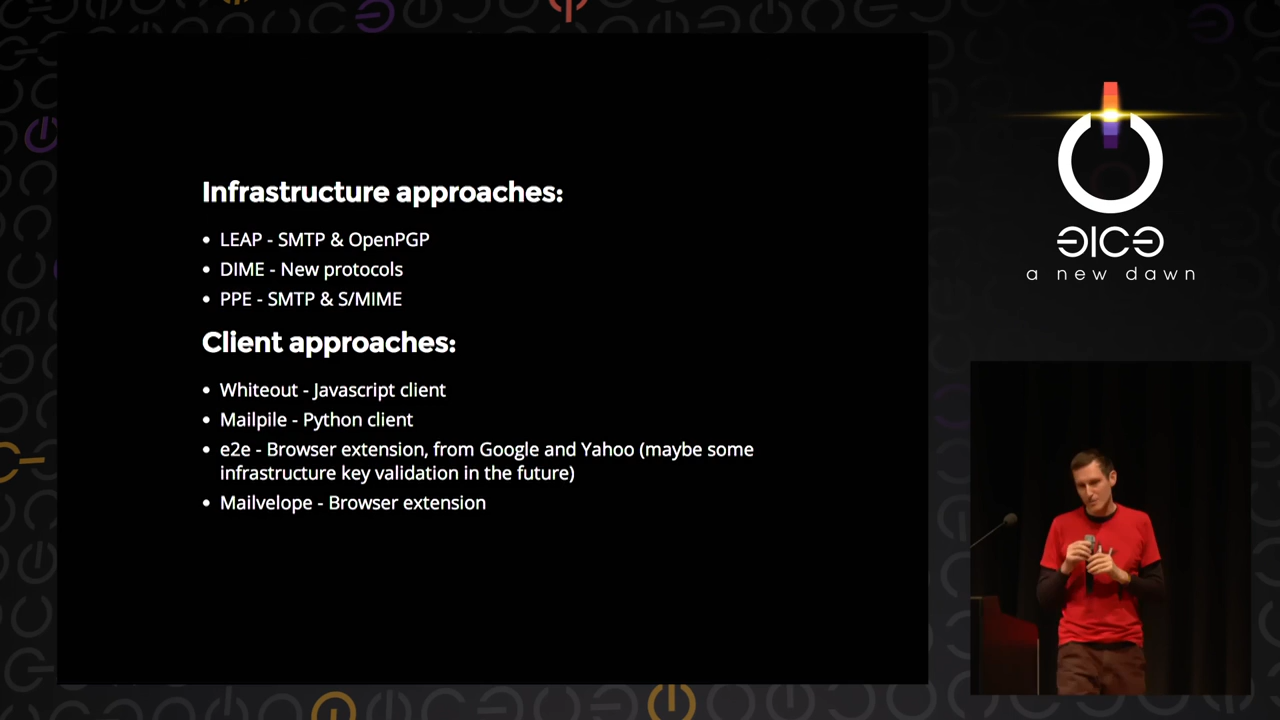 Infrastructure approaches:
• LEAP - SMTP & OpenPGP
• DIME - New protocols
• PPE - SMTP & S/MIME
Client approaches:
• Whiteout - Javascript client
• Mailpile - Python client
• e2e - Browser extension, from Google and Yahoo (maybe some
infrastructure key validation in the future)
• Mailvelope - Browser extension
a new dawn